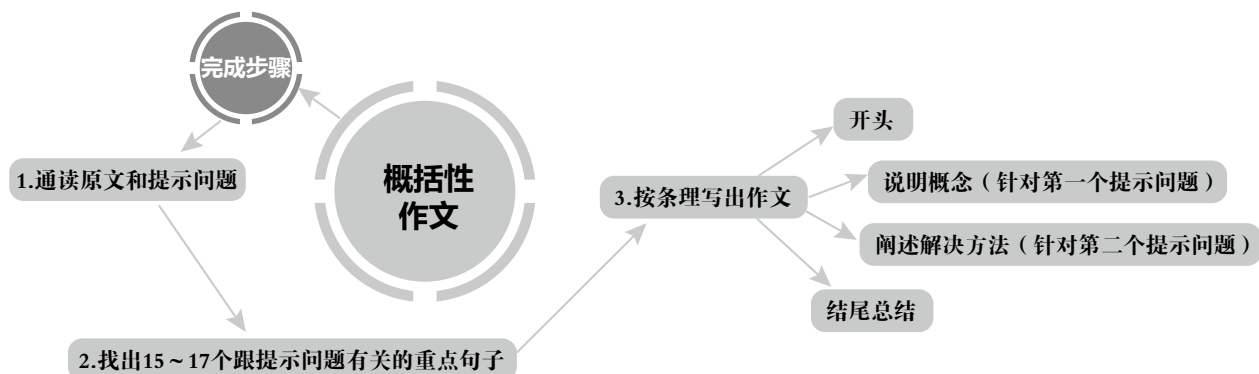 完成步骤
概括性
作文
1.通读原文和提示问题
2.找出15～17个跟提示问题有关的重点句子
3.按条理写出作文
开头
说明概念（针对第一个提示问题）
阐述解决方法（针对第二个提示问题）
结尾总结